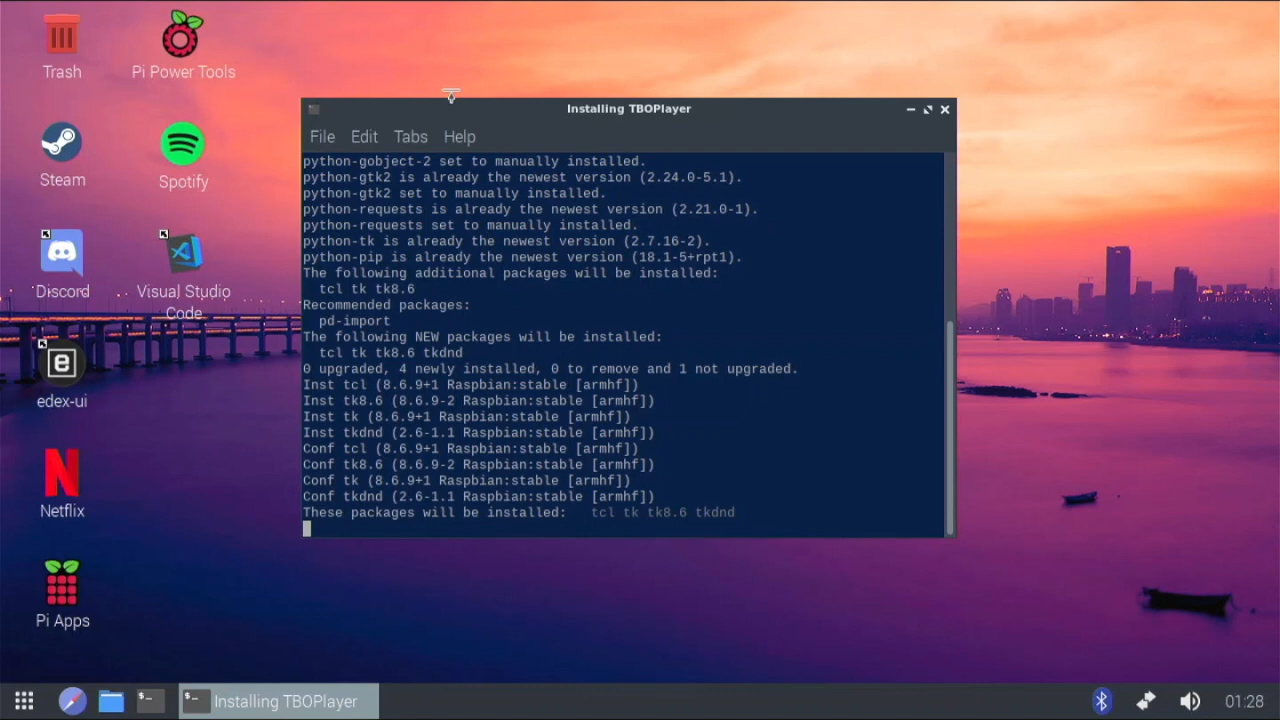 Trash
Pi Power Tools
Steam
Spotify
Discord
Visual Studio
Code
e
edex-ui
N
Netflix
Pi Apps
Installing TBOPlayer
File Edit Tabs Help
python-gobject-2 set to manually installed.
python-gtk2 is already the newest version (2.24.0-5.1).
python-gtk2 set to manually installed.
python-requests is already the newest version (2.21.0-1).
python-requests set to manually installed.
python-tk is already the newest version (2.7.16-2).
python-pip is already the newest version (18.1-5+rpt1).
The following additional packages will be installed:
tcl tk tk8.6
Recommended packages:
pd-import
The following NEW packages will be installed:
tcl tk tk8.6 tkdnd
0 upgraded, 4 newly installed, 0 to remove and 1 not upgraded.
Inst tcl (8.6.9+1 Raspbian:stable [armhf])
Inst tk8.6 (8.6.9-2 Raspbian:stable [armhf])
Inst tk (8.6.9+1 Raspbian:stable [armhf])
Inst tkdnd (2.6-1.1 Raspbian:stable [armhf])
Conf tcl (8.6.9+1 Raspbian:stable [armhf])
Conf tk8.6 (8.6.9-2 Raspbian:stable [armhf])
Conf tk (8.6.9+1 Raspbian:stable [armhf])
Conf tkdnd (2.6-1.1 Raspbian:stable [armhf])
These packages will be installed: tcl tk tk8.6 tkdnd
$- $- Installing TBOPlayer 01:28